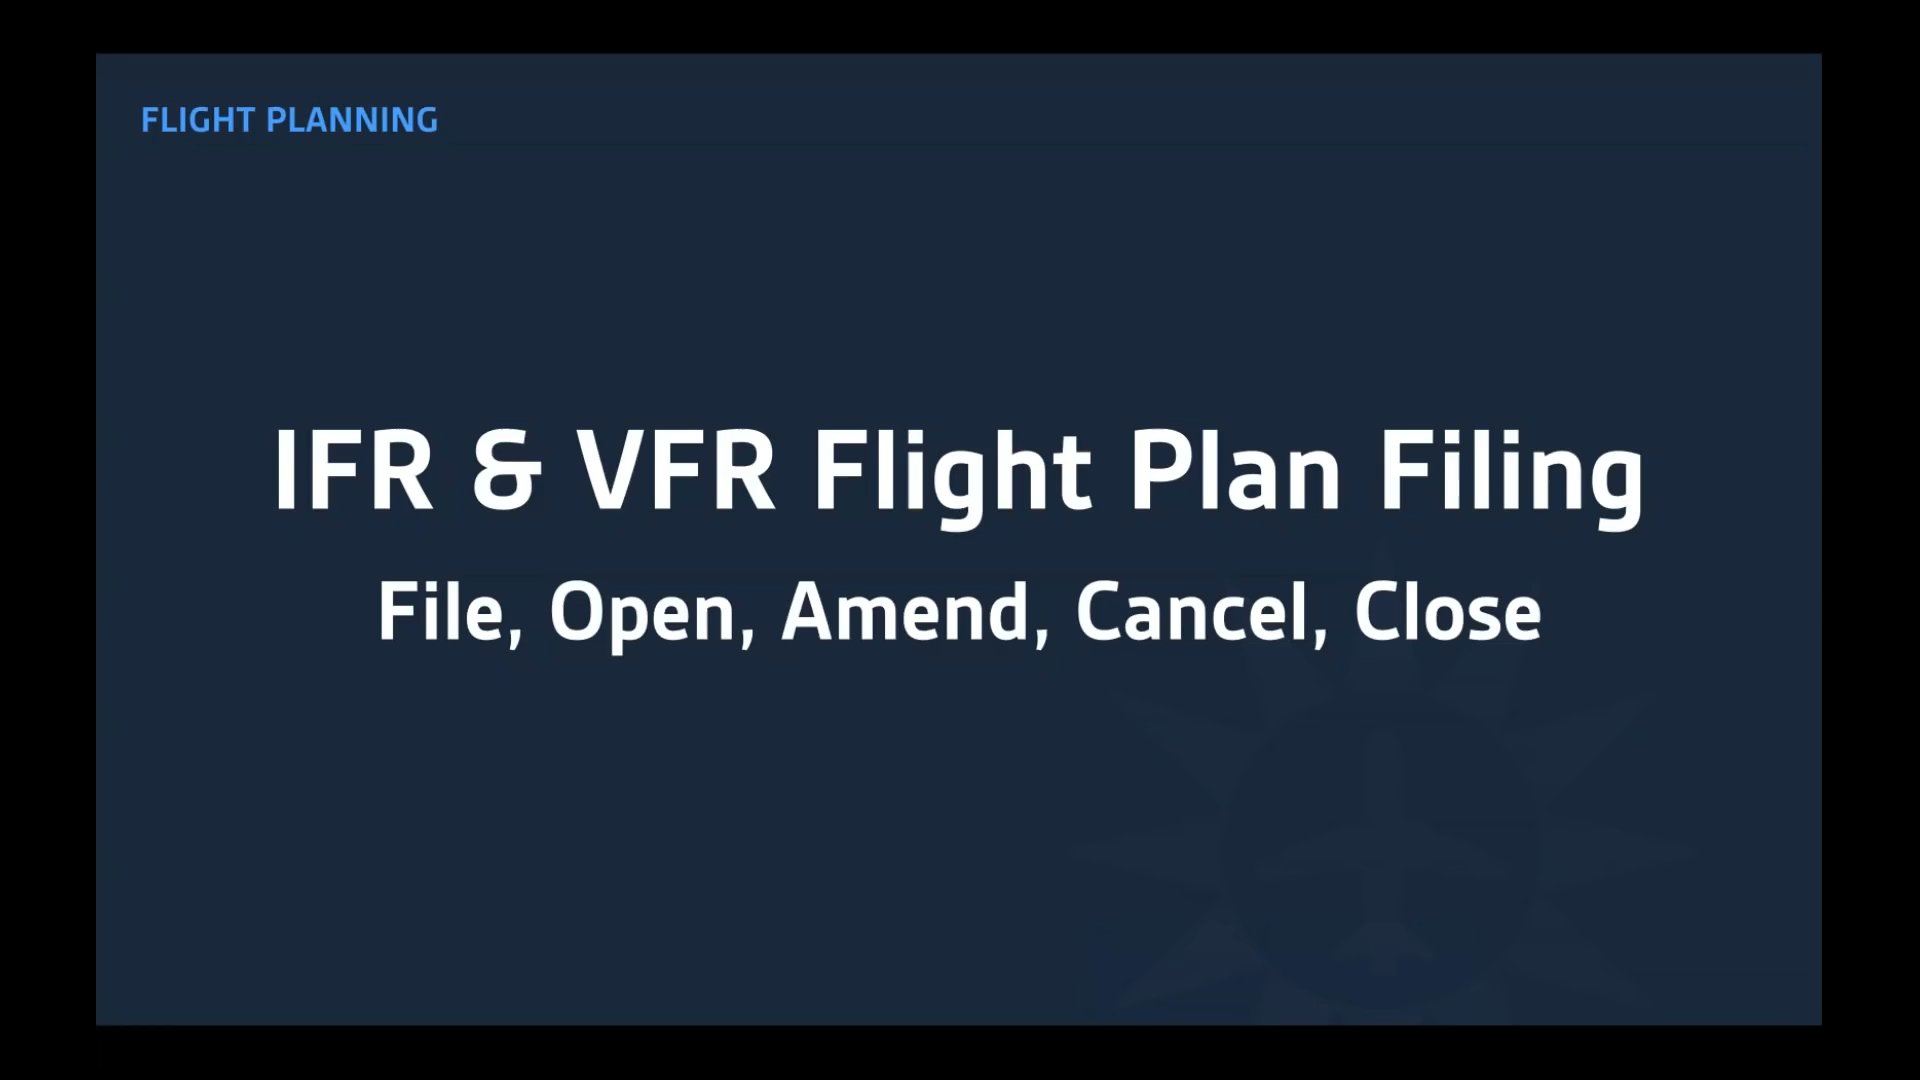 FLIGHT PLANNING
IFR & VFR Flight Plan Filing
File, Open, Amend, Cancel, Close